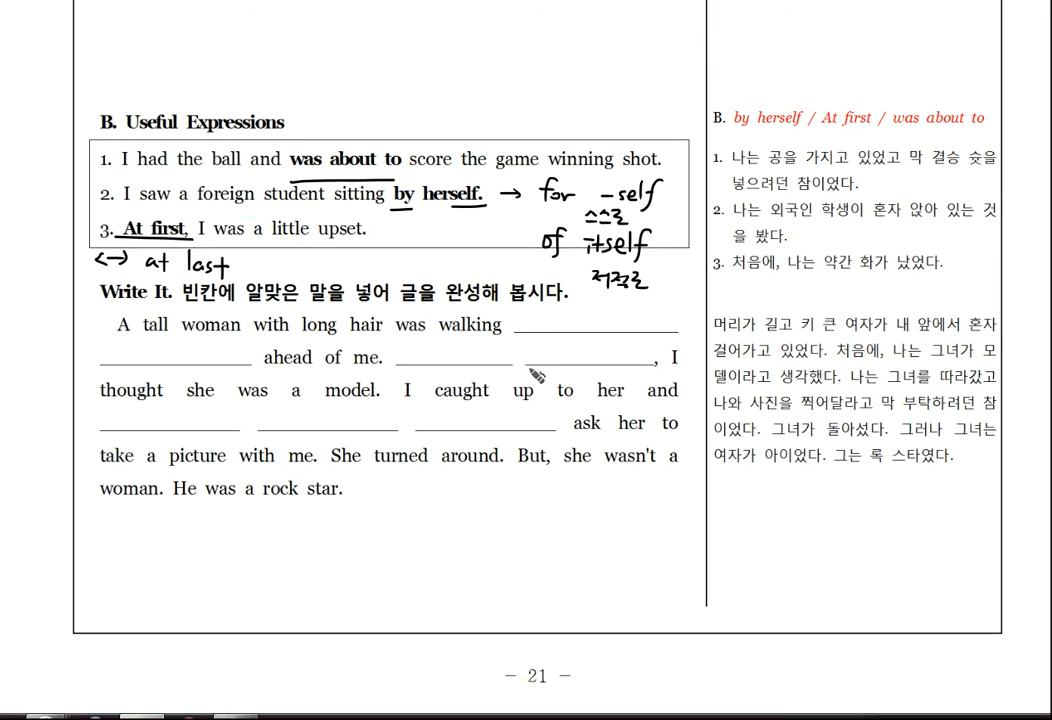 B. Useful Expressions
1. I had the ball and was about to score the game winning shot.
2. I saw a foreign student sitting by herself. → for -self
스스로
3. At first, I was a little upset.
of itself
↔ at last
저절로
Write It. 빈칸에 알맞은 말을 넣어 글을 완성해 봅시다.
A tall woman with long hair was walking
ahead of me. , I
thought she was a model. I caught up to her and
ask her to
take a picture with me. She turned around. But, she wasn't a
woman. He was a rock star.
B. by herself / At first / was about to
1. 나는 공을 가지고 있었고 막 결승 슛을
넣으려던 참이었다.
2. 나는 외국인 학생이 혼자 앉아 있는 것
을 봤다.
3. 처음에, 나는 약간 화가 났었다.
머리가 길고 키 큰 여자가 내 앞에서 혼자
걸어가고 있었다. 처음에, 나는 그녀가 모
델이라고 생각했다. 나는 그녀를 따라갔고
나와 사진을 찍어달라고 막 부탁하려던 참
이었다. 그녀가 돌아섰다. 그러나 그녀는
여자가 아이었다. 그는 록 스타였다.
- 21 -